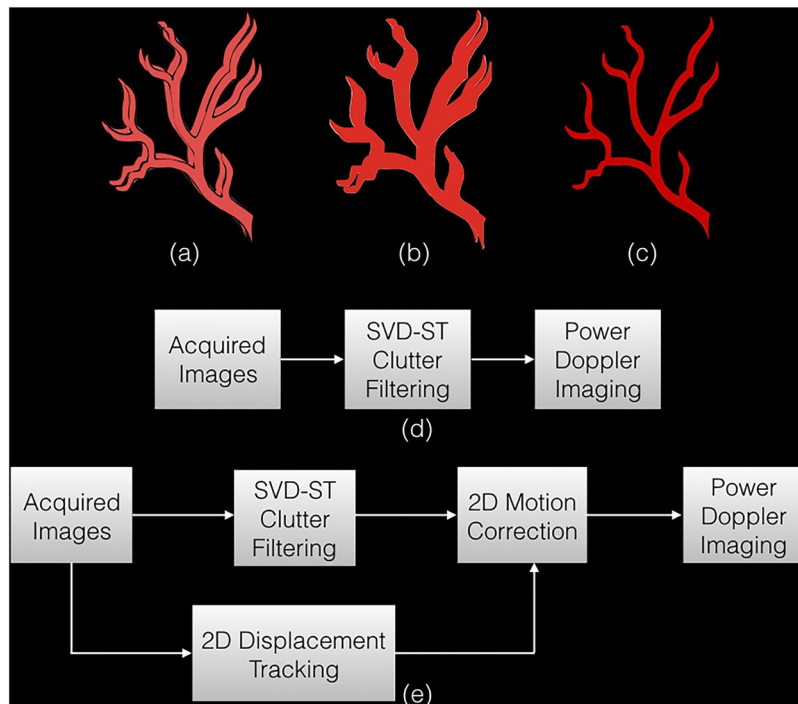 (a)
(b)
(c)
Acquired
Images
SVD-ST
Clutter
Filtering
Power
Doppler
Imaging
(d)
Acquired
Images
SVD-ST
Clutter
Filtering
2D Motion
Correction
Power
Doppler
Imaging
2D Displacement
Tracking
(e)